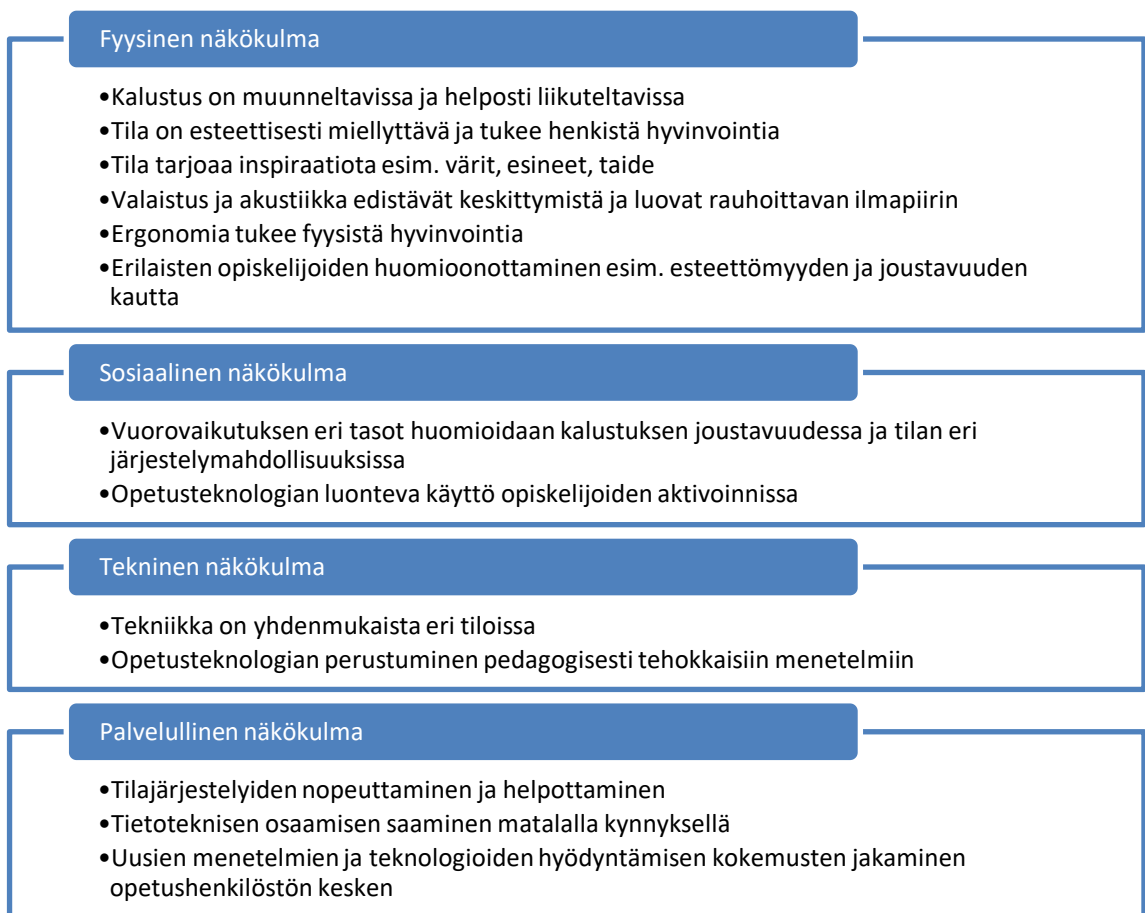 Fyysinen näkökulma
•Kalustus on muunneltavissa ja helposti liikuteltavissa
•Tila on esteettisesti miellyttävä ja tukee henkistä hyvinvointia
•Tila tarjoaa inspiraatiota esim. värit, esineet, taide
•Valaistus ja akustiikka edistävät keskittymistä ja luovat rauhoittavan ilmapiirin
•Ergonomia tukee fyysistä hyvinvointia
•Erilaisten opiskelijoiden huomioonottaminen esim. esteettömyyden ja joustavuuden
kautta
Sosiaalinen näkökulma
•Vuorovaikutuksen eri tasot huomioidaan kalustuksen joustavuudessa ja tilan eri
järjestelymahdollisuuksissa
•Opetusteknologian luonteva käyttö opiskelijoiden aktivoinnissa
Tekninen näkökulma
•Tekniikka on yhdenmukaista eri tiloissa
•Opetusteknologian perustuminen pedagogisesti tehokkaisiin menetelmiin
Palvelullinen näkökulma
•Tilajärjestelyiden nopeuttaminen ja helpottaminen
•Tietoteknisen osaamisen saaminen matalalla kynnyksellä
•Uusien menetelmien ja teknologioiden hyödyntämisen kokemusten jakaminen
opetushenkilöstön kesken